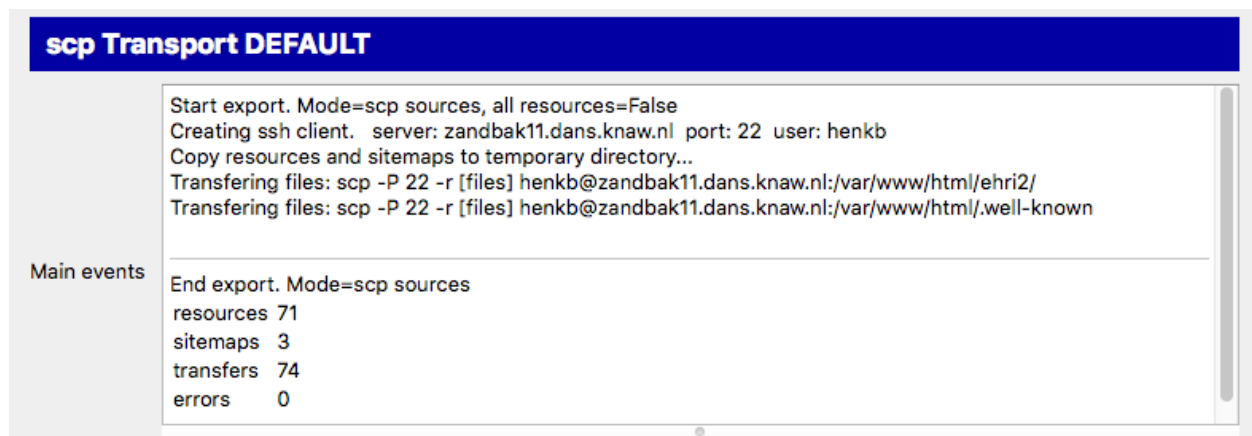 scp Transport DEFAULT
Start export. Mode=scp sources, all resources=False
Creating ssh client. server: zandbak11.dans.knaw.nl port: 22 user: henkb
Copy resources and sitemaps to temporary directory...
Transfering files: scp -P 22 -r [files] henkb@zandbak11.dans.knaw.nl:/var/www/html/ehri2/
Transfering files: scp -P 22 -r [files] henkb@zandbak11.dans.knaw.nl:/var/www/html/.well-known
Main events
End export. Mode=scp sources
resources 71
sitemaps 3
transfers 74
errors 0